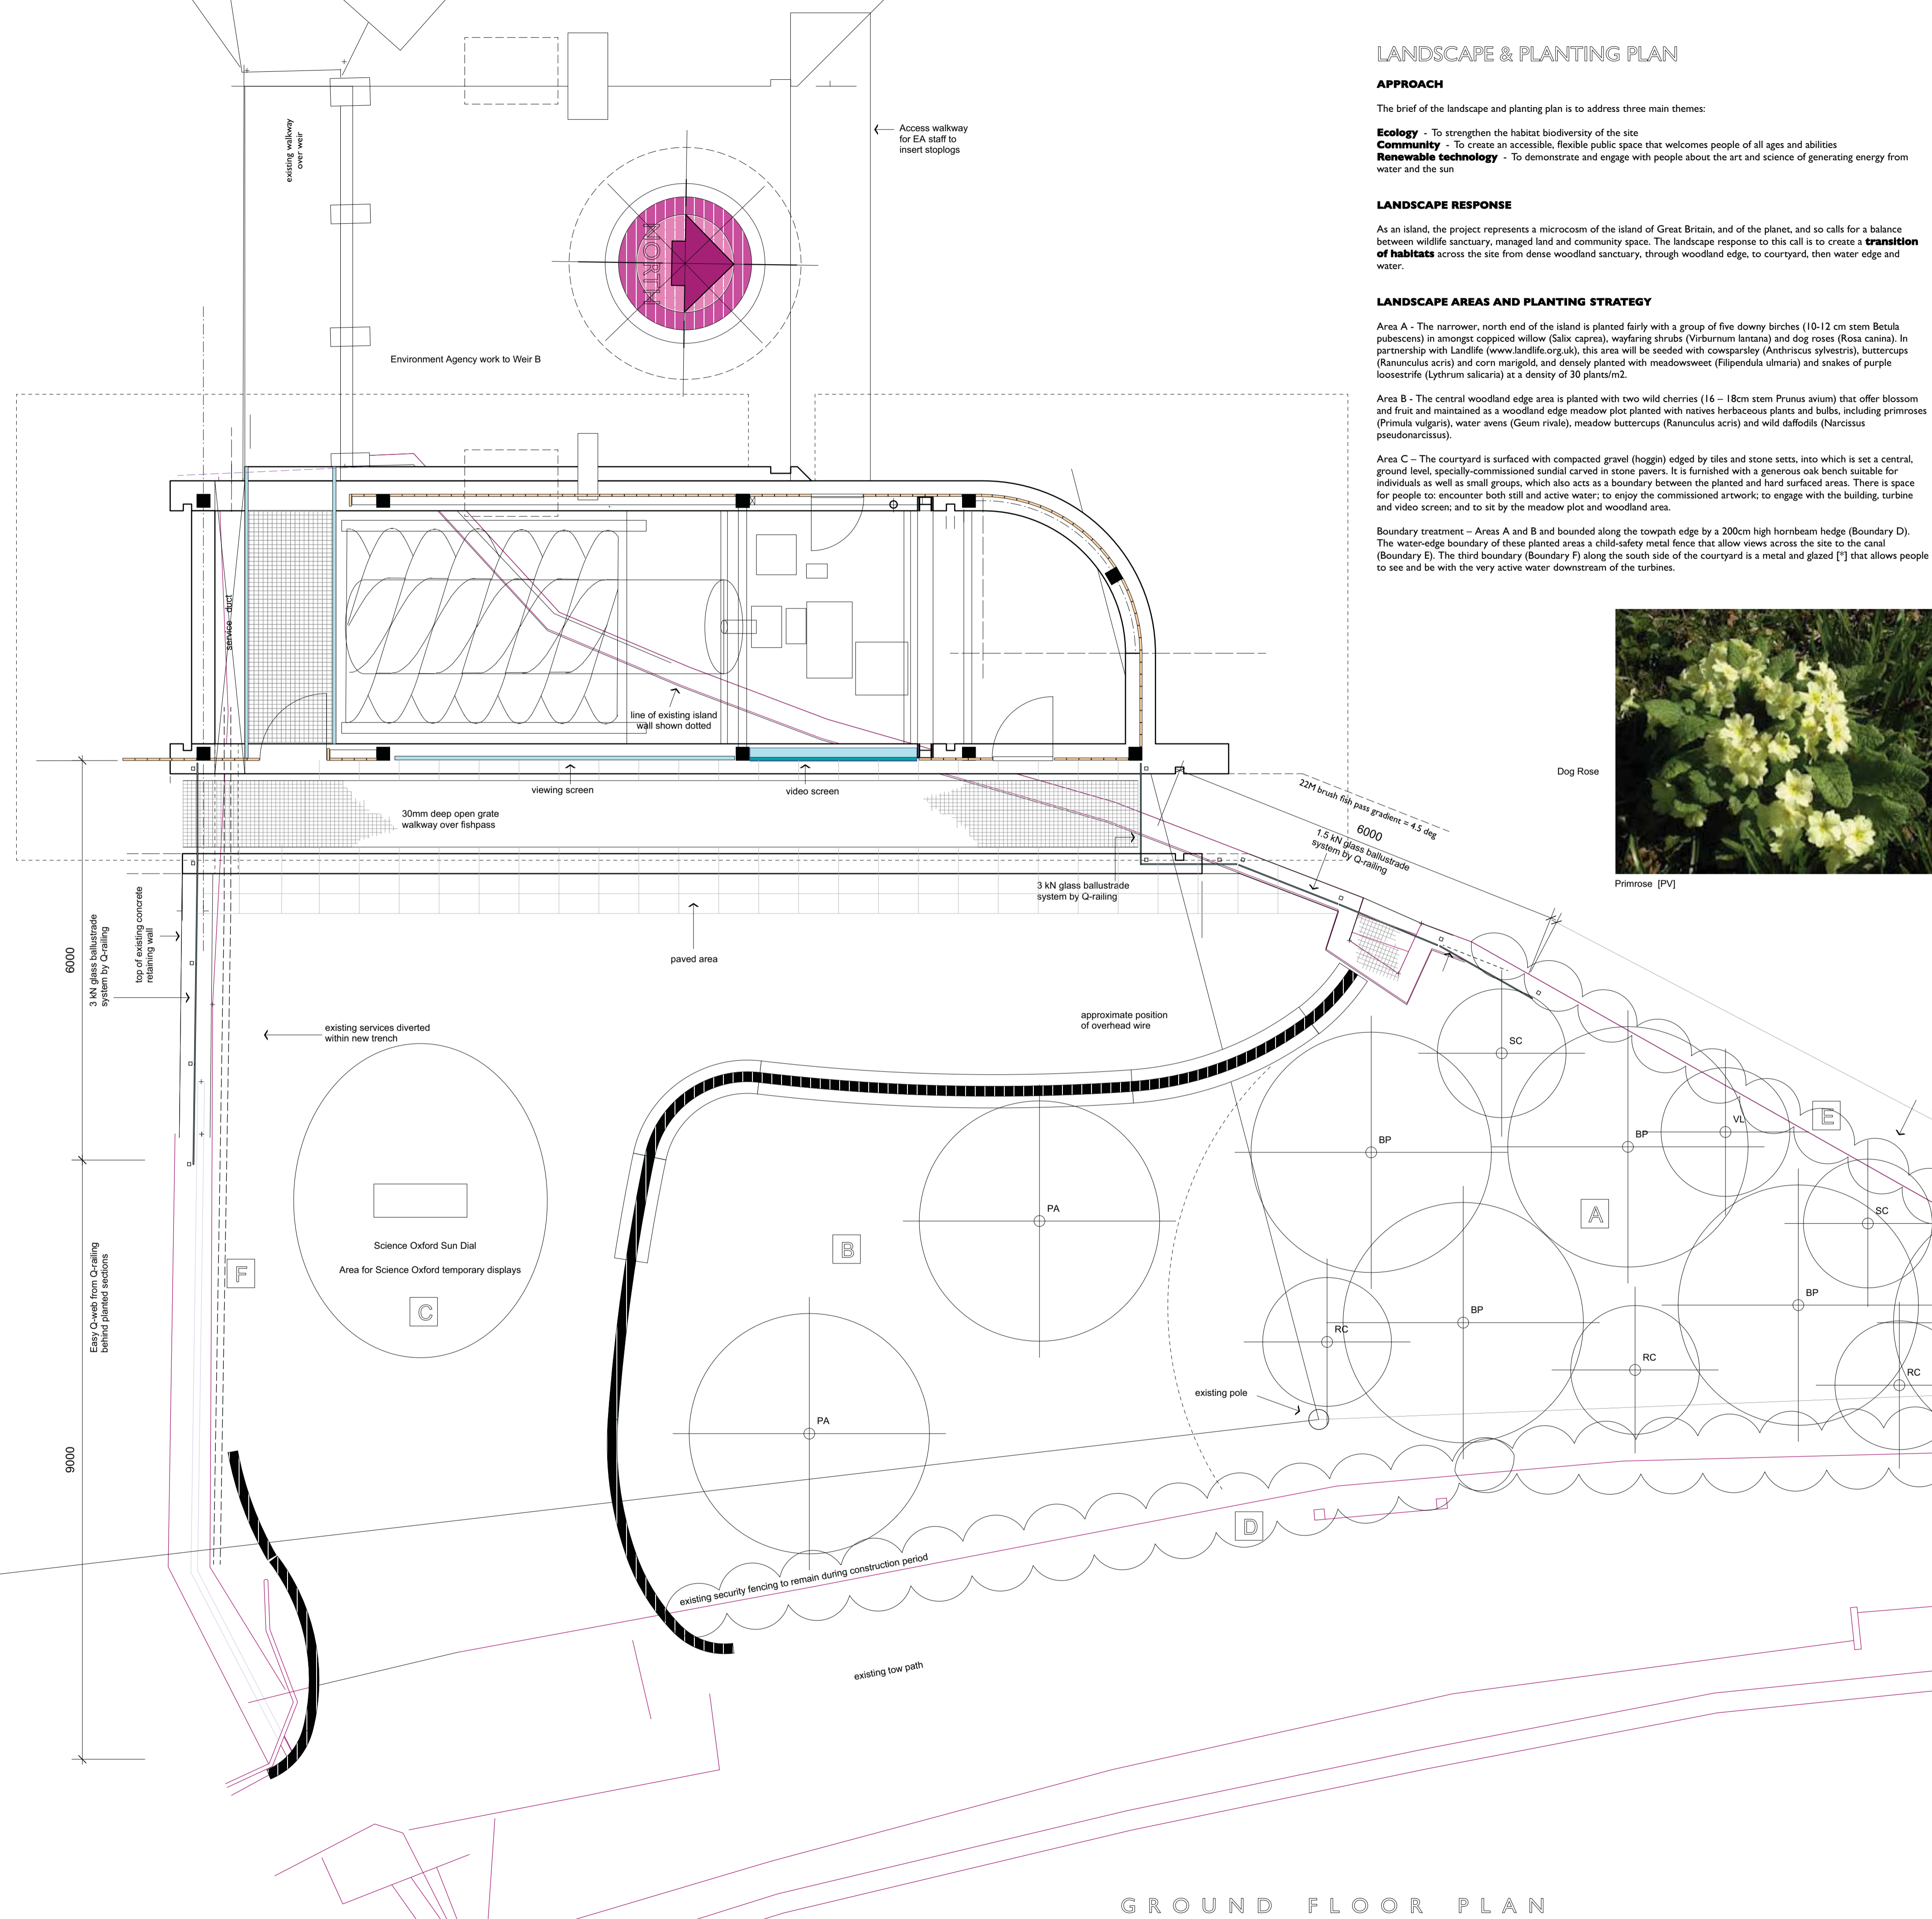 LANDSCAPE & PLANTING PLAN
APPROACH
The brief of the landscape and planting plan is to address three main themes:
Ecology - To strengthen the habitat biodiversity of the site
Community - To create an accessible, flexible public space that welcomes people of all ages and abilities
Renewable technology - To demonstrate and engage with people about the art and science of generating energy from
water and the sun
LANDSCAPE RESPONSE
As an island, the project represents a microcosm of the island of Great Britain, and of the planet, and so calls for a balance
between wildlife sanctuary, managed land and community space. The landscape response to this call is to create a transition
of habitats across the site from dense woodland sanctuary, through woodland edge, to courtyard, then water edge and
water.
LANDSCAPE AREAS AND PLANTING STRATEGY
Area A - The narrower, north end of the island is planted fairly with a group of five downy birches (10-12 cm stem Betula
pubescens) in amongst coppiced willow (Salix caprea), wayfaring shrubs (Virburnum lantana) and dog roses (Rosa canina). In
partnership with Landlife (www.landlife.org.uk), this area will be seeded with cowsparsley (Anthriscus sylvestris), buttercups
(Ranunculus acris) and corn marigold, and densely planted with meadowsweet (Filipendula ulmaria) and snakes of purple
loosestrife (Lythrum salicaria) at a density of 30 plants/m2.
Area B - The central woodland edge area is planted with two wild cherries (16 – 18cm stem Prunus avium) that offer blossom
and fruit and maintained as a woodland edge meadow plot planted with natives herbaceous plants and bulbs, including primroses
(Primula vulgaris), water avens (Geum rivale), meadow buttercups (Ranunculus acris) and wild daffodils (Narcissus
pseudonarcissus).
Area C – The courtyard is surfaced with compacted gravel (hoggin) edged by tiles and stone setts, into which is set a central,
ground level, specially-commissioned sundial carved in stone pavers. It is furnished with a generous oak bench suitable for
individuals as well as small groups, which also acts as a boundary between the planted and hard surfaced areas. There is space
for people to: encounter both still and active water; to enjoy the commissioned artwork; to engage with the building, turbine
and video screen; and to sit by the meadow plot and woodland area.
Boundary treatment – Areas A and B and bounded along the towpath edge by a 200cm high hornbeam hedge (Boundary D).
The water-edge boundary of these planted areas a child-safety metal fence that allow views across the site to the canal
(Boundary E). The third boundary (Boundary F) along the south side of the courtyard is a metal and glazed [*] that allows people
to see and be with the very active water downstream of the turbines.
Dog Rose
Primrose [PV]
existing walkway
over weir
Access walkway
for EA staff to
insert stoplogs
NORTH
Environment Agency work to Weir B
service duct
line of existing island
wall shown dotted
viewing screen
video screen
30mm deep open grate
walkway over fishpass
22M brush fish pass gradient = 4.5 deg
6000
1.5 kN glass ballustrade
system by Q-railing
3 kN glass ballustrade
system by Q-railing
6000
3 kN glass ballustrade
system by Q-railing
top of existing concrete
retaining wall
paved area
existing services diverted
within new trench
approximate position
of overhead wire
SC
BP
BP
VL
E
A
SC
PA
B
Science Oxford Sun Dial
Area for Science Oxford temporary displays
F
C
BP
BP
RC
RC
RC
existing pole
PA
Easy Q-web from Q-railing
behind planted sections
9000
D
existing security fencing to remain during construction period
existing tow path
GROUND FLOOR PLAN